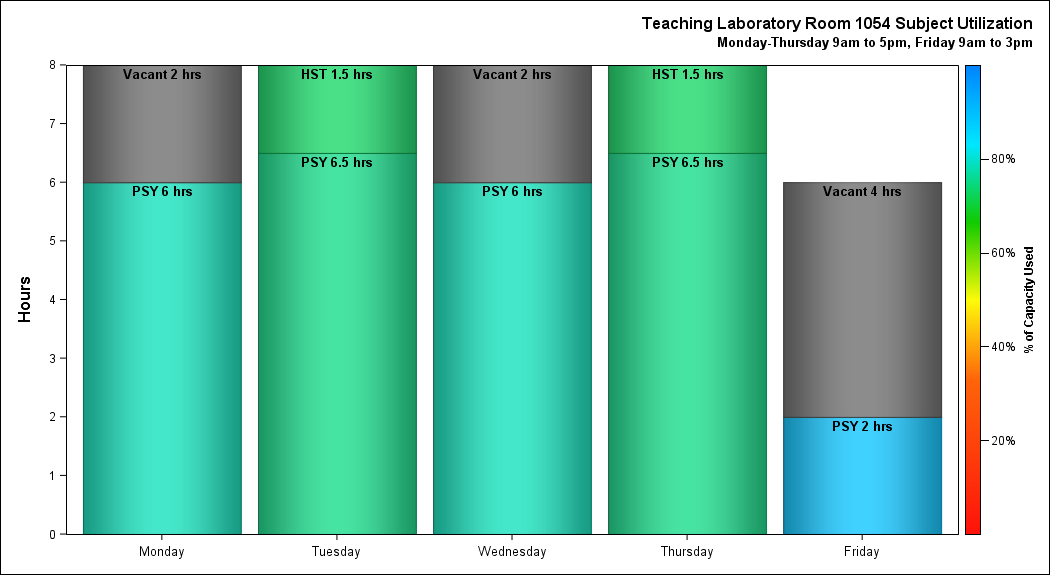 Teaching Laboratory Room 1054 Subject Utilization
Monday-Thursday 9am to 5pm, Friday 9am to 3pm
Hours
8
7
6
5
4
3
2
1
0
Vacant 2 hrs
PSY 6 hrs
HST 1.5 hrs
PSY 6.5 hrs
Vacant 2 hrs
PSY 6 hrs
HST 1.5 hrs
PSY 6.5 hrs
Vacant 4 hrs
PSY 2 hrs
Monday
Tuesday
Wednesday
Thursday
Friday
80%
60%
40%
20%
% of Capacity Used